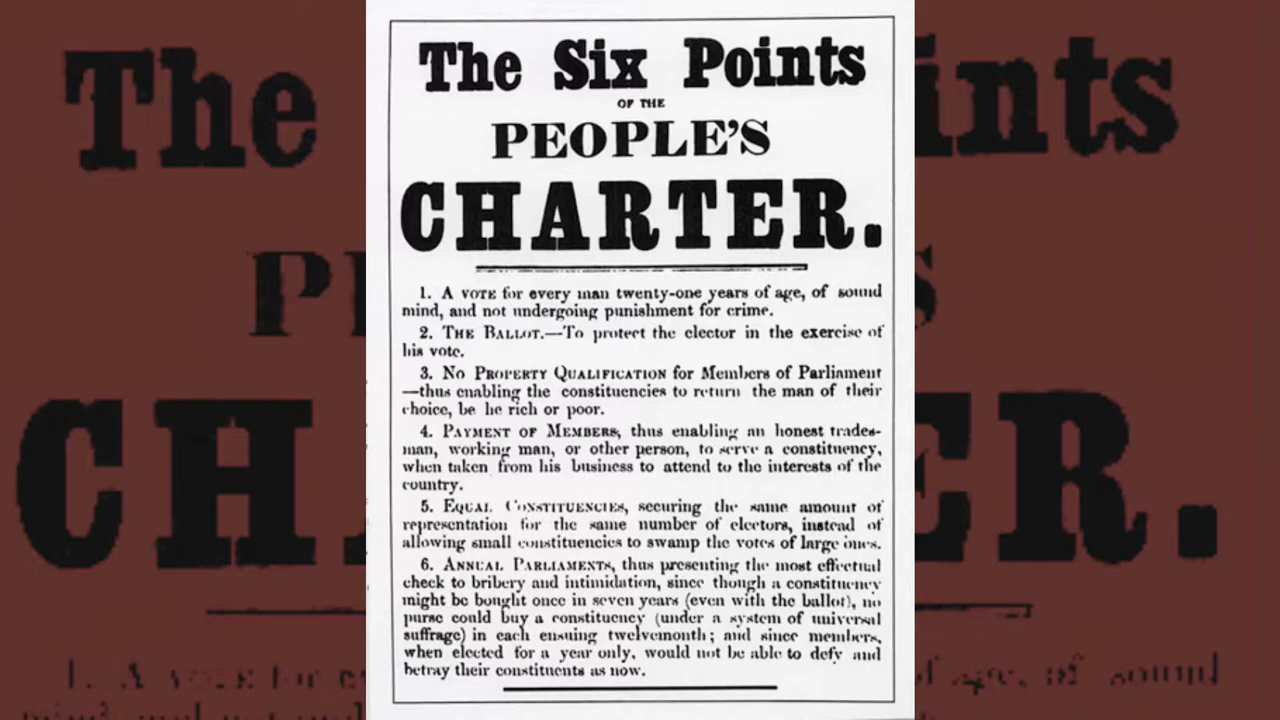 The Six Points
OF THE
PEOPLE'S
CHARTER.
1. A VOTE for every man twenty-one years of age, of sound
mind, and not undergoing punishment for crime.
2. THE BALLOT.—To protect the elector in the exercise of
his vote.
3. NO PROPERTY QUALIFICATION for Members of Parliament
—thus enabling the constituencies to return the man of their
choice, be he rich or poor.
4. PAYMENT OF MEMBERS, thus enabling an honest trades-
man, working man, or other person, to serve a constituency,
when taken from his business to attend to the interests of the
country.
5. EQUAL CONSTITUENCIES, securing the same amount of
representation for the same number of electors, instead of
allowing small constituencies to swamp the votes of large ones.
6. ANNUAL PARLIAMENTS, thus presenting the most effectual
check to bribery and intimidation, since though a constituency
might be bought once in seven years (even with the ballot), no
purse could buy a constituency (under a system of universal
suffrage) in each ensuing twelvemonth; and since members,
when elected for a year only, would not be able to defy and
betray their constituents as now.